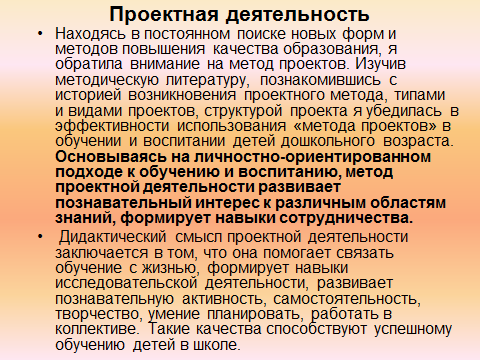 Проектная деятельность
• Находясь в постоянном поиске новых форм и
методов повышения качества образования, я
обратила внимание на метод проектов. Изучив
методическую литературу, познакомившись с
историей возникновения проектного метода, типами
и видами проектов, структурой проекта я убедилась в
эффективности использования «метода проектов» в
обучении и воспитании детей дошкольного возраста.
Основываясь на личностно-ориентированном
подходе к обучению и воспитанию, метод
проектной деятельности развивает
познавательный интерес к различным областям
знаний, формирует навыки сотрудничества.
• Дидактический смысл проектной деятельности
заключается в том, что она помогает связать
обучение с жизнью, формирует навыки
исследовательской деятельности, развивает
познавательную активность, самостоятельность,
творчество, умение планировать, работать в
коллективе. Такие качества способствуют успешному
обучению детей в школе.